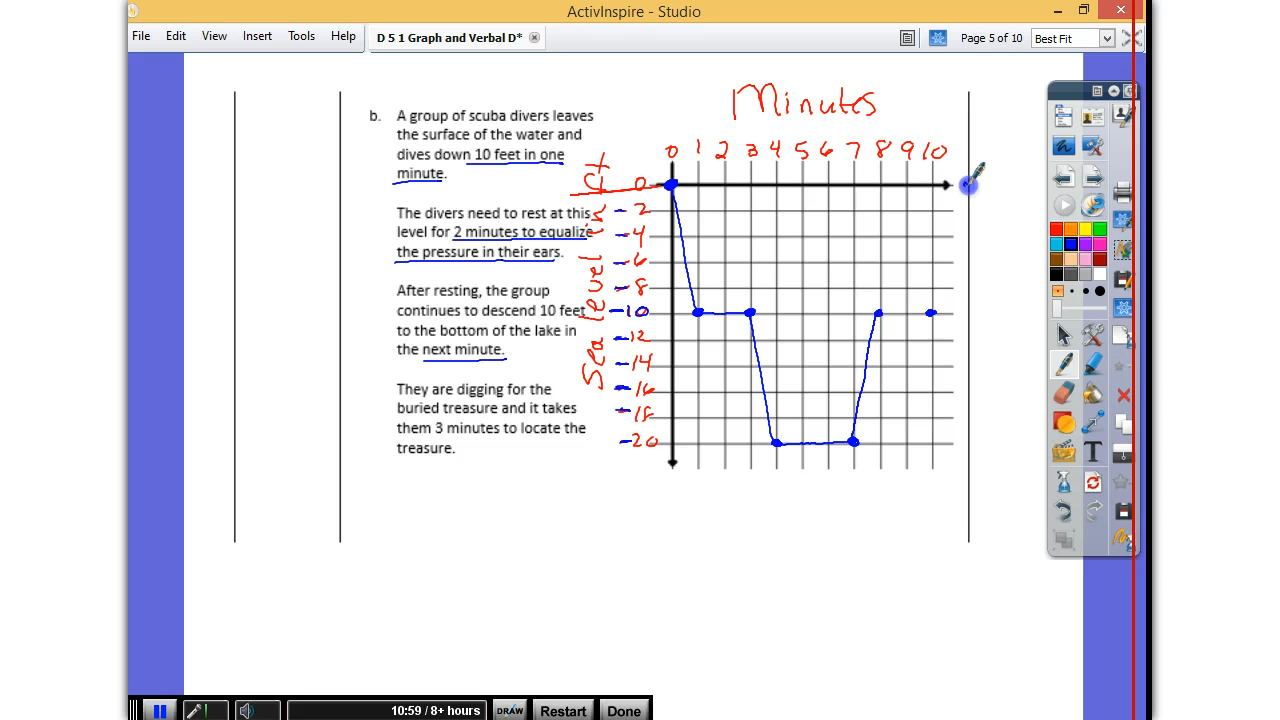 ActivInspire - Studio
File Edit View Insert Tools Help
D 5 1 Graph and Verbal D*
Page 5 of 10
Best Fit
b. A group of scuba divers leaves
the surface of the water and
dives down 10 feet in one
minute.
The divers need to rest at this
level for 2 minutes to equalize
the pressure in their ears.
After resting, the group
continues to descend 10 feet
to the bottom of the lake in
the next minute.
They are digging for the
buried treasure and it takes
them 3 minutes to locate the
treasure.
Minutes
0 1 2 3 4 5 6 7 8 9 10
Sea level is
0
-2
-4
-6
-8
-10
-12
-14
-16
-18
-20
T
10:59 / 8+ hours
DRAW
Restart
Done